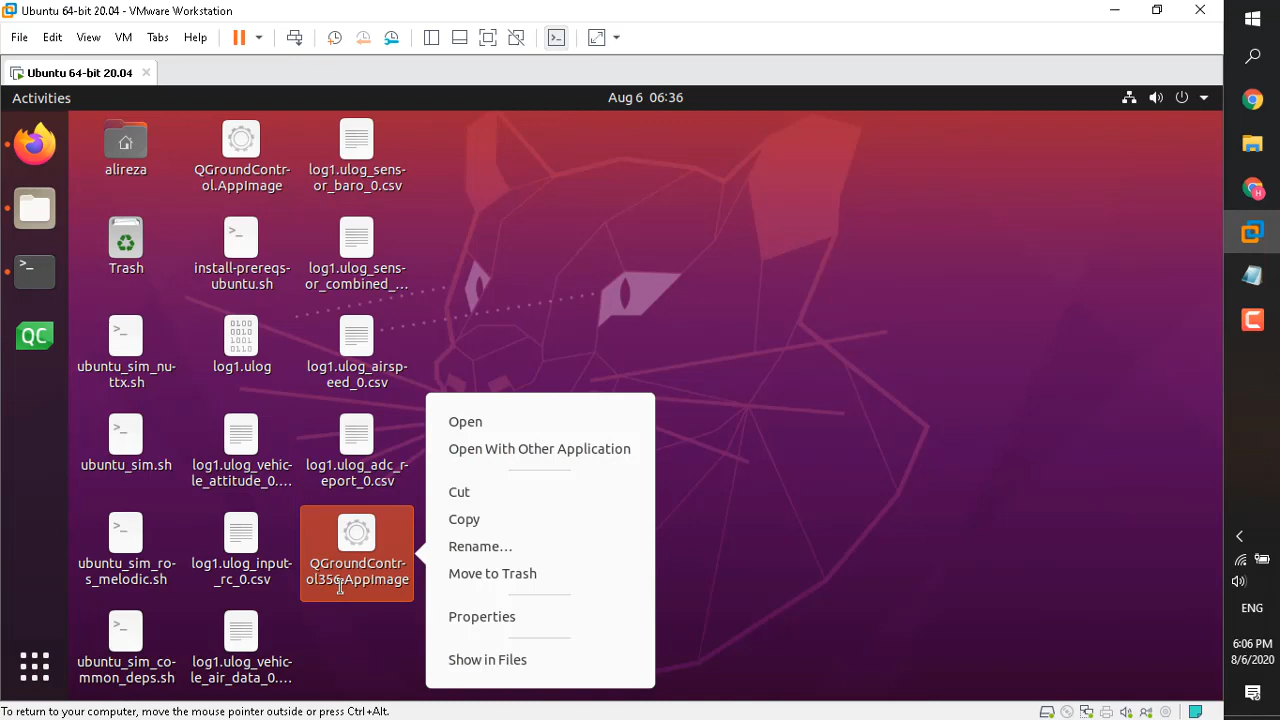 Ubuntu 64-bit 20.04 - VMware Workstation
File Edit View VM Tabs Help
Ubuntu 64-bit 20.04
Activities
Aug 6 06:36
alireza
QGroundContr-
ol.AppImage
log1.ulog_sens-
or_baro_0.csv
Trash
install-prereqs-
ubuntu.sh
log1.ulog_sens-
or_combined_...
ubuntu_sim_nu-
ttx.sh
0100
0011
1010
0110
log1.ulog
log1.ulog_airsp-
eed_0.csv
ubuntu_sim.sh
log1.ulog_vehic-
le_attitude_0....
log1.ulog_adc_r-
eport_0.csv
ubuntu_sim_ro-
s_melodic.sh
log1.ulog_input-
_rc_0.csv
QGroundContr-
ol356.AppImage
ubuntu_sim_co-
mmon_deps.sh
log1.ulog_vehic-
le_air_data_0....
QC
Open
Open With Other Application
Cut
Copy
Rename...
Move to Trash
Properties
Show in Files
H
ENG
6:06 PM
8/6/2020
To return to your computer, move the mouse pointer outside or press Ctrl+Alt.